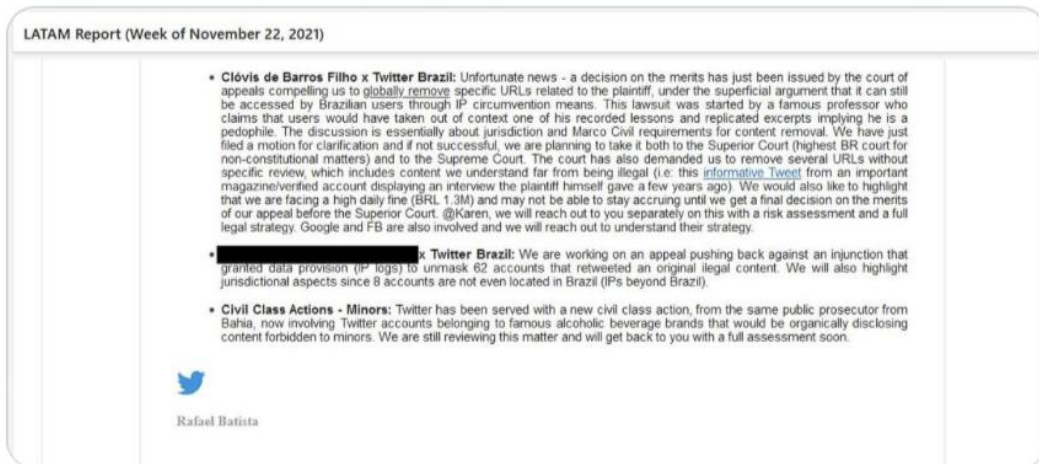 LATAM Report (Week of November 22, 2021)
• Clóvis de Barros Filho x Twitter Brazil: Unfortunate news - a decision on the merits has just been issued by the court of
appeals compelling us to globally remove specific URLs related to the plaintiff, under the superficial argument that it can still
be accessed by Brazilian users through IP circumvention means. This lawsuit was started by a famous professor who
claims that users would have taken out of context one of his recorded lessons and replicated excerpts implying he is a
pedophile. The discussion is essentially about jurisdiction and Marco Civil requirements for content removal. We have just
filed a motion for clarification and if not successful, we are planning to take it both to the Superior Court (highest BR court for
non-constitutional matters) and to the Supreme Court. The court has also demanded us to remove several URLs without
specific review, which includes content we understand far from being illegal (i.e: this informative Tweet from an important
magazine/verified account displaying an interview the plaintiff himself gave a few years ago). We would also like to highlight
that we are facing a high daily fine (BRL 1.3M) and may not be able to stay accruing until we get a final decision on the merits
of our appeal before the Superior Court. @Karen, we will reach out to you separately on this with a risk assessment and a full
legal strategy. Google and FB are also involved and we will reach out to understand their strategy.
• x Twitter Brazil: We are working on an appeal pushing back against an injunction that
granted data provision (IP logs) to unmask 62 accounts that retweeted an original illegal content. We will also highlight
jurisdictional aspects since 8 accounts are not even located in Brazil (IPs beyond Brazil).
• Civil Class Actions - Minors: Twitter has been served with a new civil class action, from the same public prosecutor from
Bahia, now involving Twitter accounts belonging to famous alcoholic beverage brands that would be organically disclosing
content forbidden to minors. We are still reviewing this matter and will get back to you with a full assessment soon.
Rafael Batista